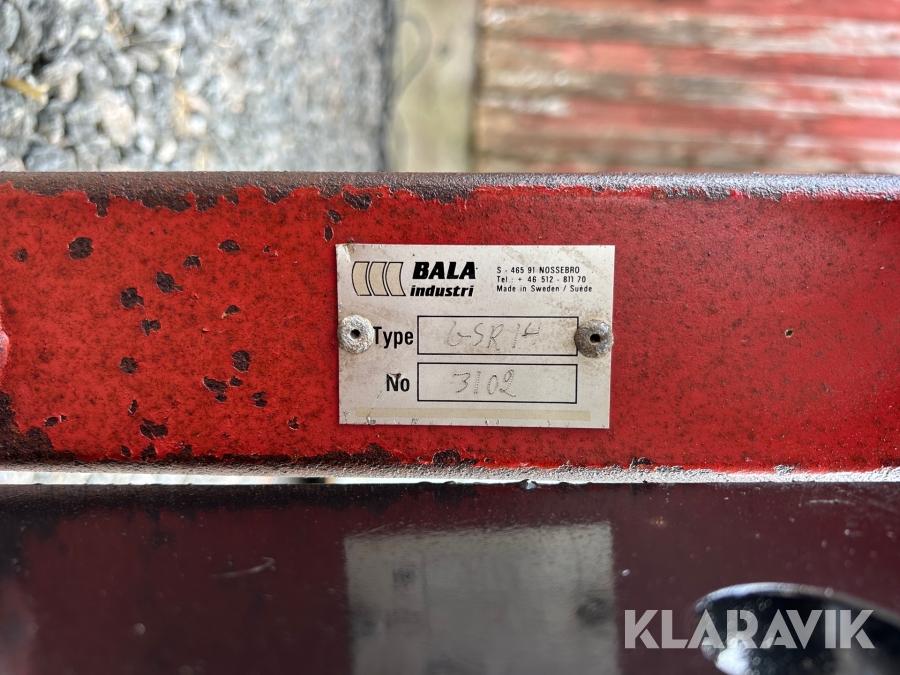 BALA
industri
S - 465 91 NOSSEBRO
Tel : + 46 512 - 811 70
Made in Sweden / Suède
Type GSR 14
No 3102
KLARAVIK